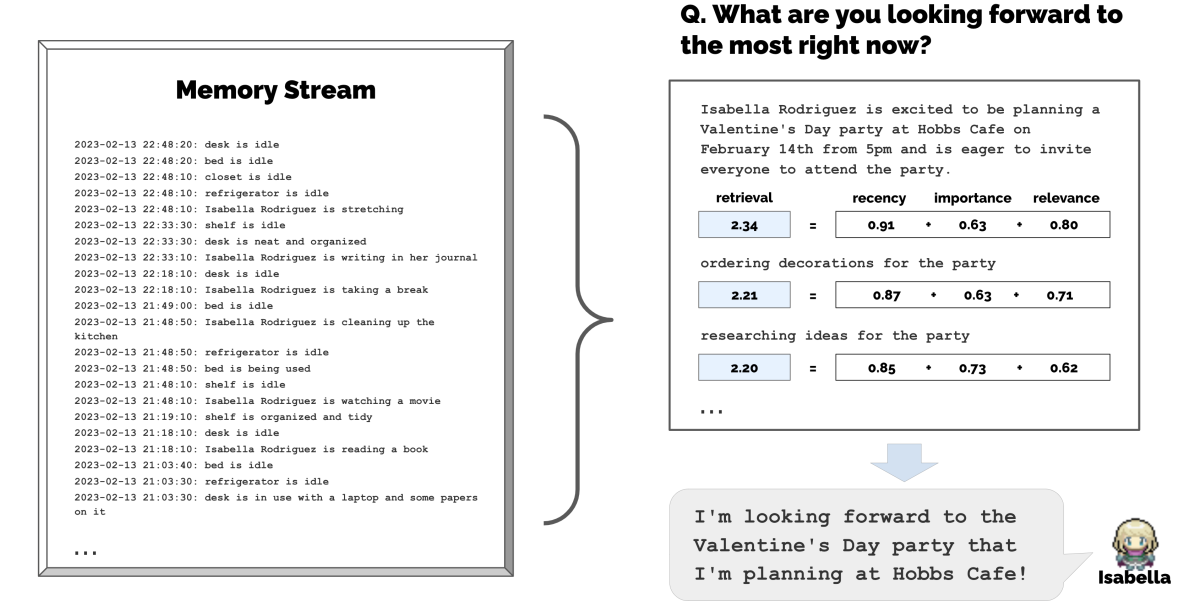 Memory Stream
2023-02-13 22:48:20: desk is idle
2023-02-13 22:48:20: bed is idle
2023-02-13 22:48:10: closet is idle
2023-02-13 22:48:10: refrigerator is idle
2023-02-13 22:48:10: Isabella Rodriguez is stretching
2023-02-13 22:33:30: shelf is idle
2023-02-13 22:33:30: desk is neat and organized
2023-02-13 22:33:10: Isabella Rodriguez is writing in her journal
2023-02-13 22:18:10: desk is idle
2023-02-13 22:18:10: Isabella Rodriguez is taking a break
2023-02-13 21:49:00: bed is idle
2023-02-13 21:48:50: Isabella Rodriguez is cleaning up the
kitchen
2023-02-13 21:48:50: refrigerator is idle
2023-02-13 21:48:50: bed is being used
2023-02-13 21:48:10: shelf is idle
2023-02-13 21:48:10: Isabella Rodriguez is watching a movie
2023-02-13 21:19:10: shelf is organized and tidy
2023-02-13 21:18:10: desk is idle
2023-02-13 21:18:10: Isabella Rodriguez is reading a book
2023-02-13 21:03:40: bed is idle
2023-02-13 21:03:30: refrigerator is idle
2023-02-13 21:03:30: desk is in use with a laptop and some papers
on it
...
Q. What are you looking forward to
the most right now?
Isabella Rodriguez is excited to be planning a
Valentine's Day party at Hobbs Cafe on
February 14th from 5pm and is eager to invite
everyone to attend the party.
retrieval recency importance relevance
2.34 = 0.91 + 0.63 + 0.80
ordering decorations for the party
2.21 = 0.87 + 0.63 + 0.71
researching ideas for the party
2.20 = 0.85 + 0.73 + 0.62
...
I'm looking forward to the
Valentine's Day party that
I'm planning at Hobbs Cafe!
Isabella